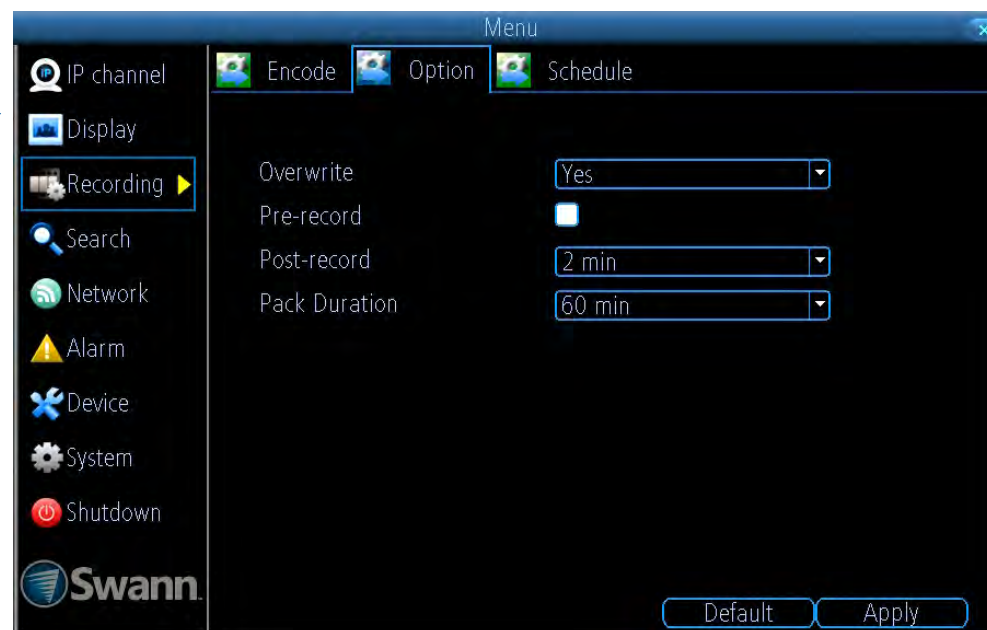 Menu
IP channel
Display
Recording
Search
Network
Alarm
Device
System
Shutdown
Swann
Encode Option Schedule
Overwrite Yes
Pre-record
Post-record 2 min
Pack Duration 60 min
Default Apply